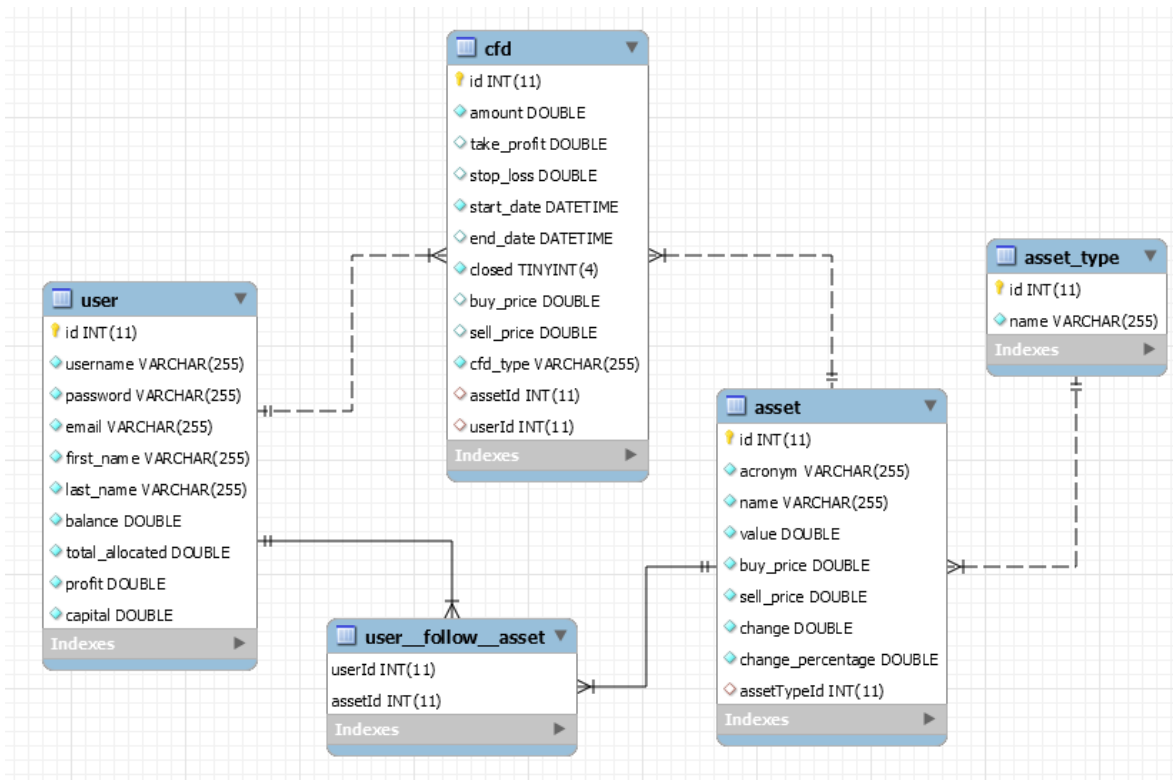 cfd
id INT(11)
amount DOUBLE
take_profit DOUBLE
stop_loss DOUBLE
start_date DATETIME
end_date DATETIME
closed TINYINT(4)
buy_price DOUBLE
sell_price DOUBLE
cfd_type VARCHAR(255)
assetId INT(11)
userId INT(11)
Indexes
user
id INT(11)
username VARCHAR(255)
password VARCHAR(255)
email VARCHAR(255)
first_name VARCHAR(255)
last_name VARCHAR(255)
balance DOUBLE
total_allocated DOUBLE
profit DOUBLE
capital DOUBLE
Indexes
user__follow__asset
userId INT(11)
assetId INT(11)
Indexes
asset
id INT(11)
acronym VARCHAR(255)
name VARCHAR(255)
value DOUBLE
buy_price DOUBLE
sell_price DOUBLE
change DOUBLE
change_percentage DOUBLE
assetTypeId INT(11)
Indexes
asset_type
id INT(11)
name VARCHAR(255)
Indexes